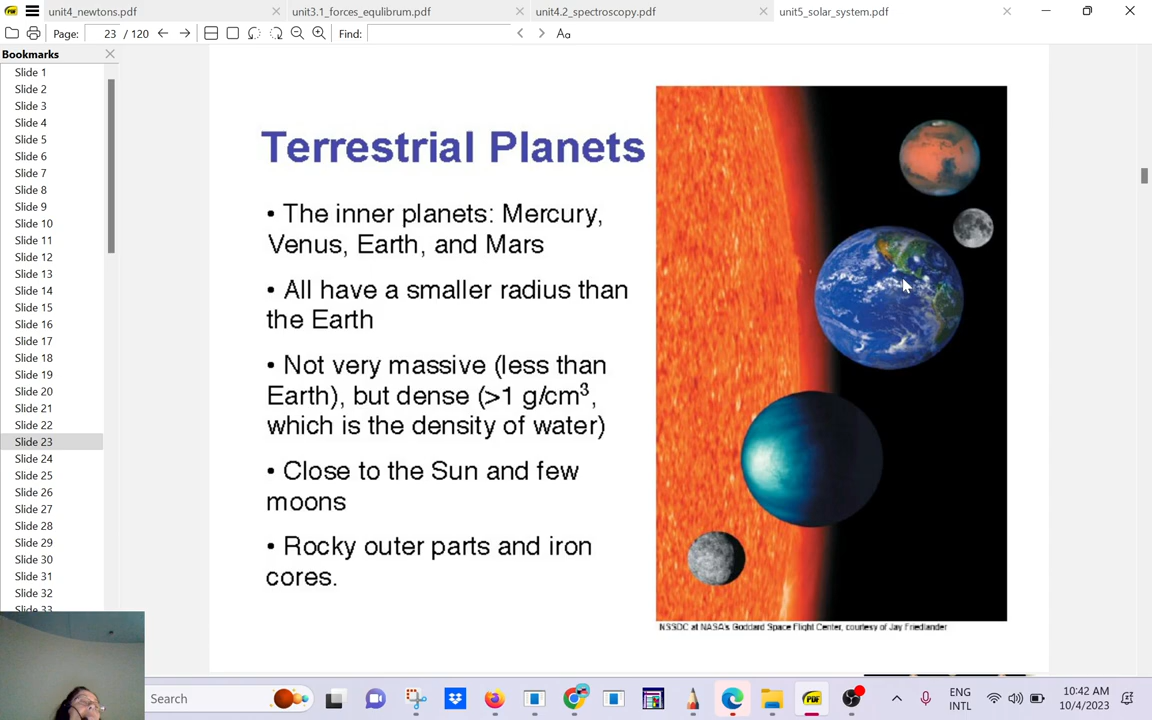 unit4_newtons.pdf
unit3.1_forces_equlibrum.pdf
unit4.2_spectroscopy.pdf
unit5_solar_system.pdf
Page: 23 / 120
Find:
Aa
Bookmarks
Slide 1
Slide 2
Slide 3
Slide 4
Slide 5
Slide 6
Slide 7
Slide 8
Slide 9
Slide 10
Slide 11
Slide 12
Slide 13
Slide 14
Slide 15
Slide 16
Slide 17
Slide 18
Slide 19
Slide 20
Slide 21
Slide 22
Slide 23
Slide 24
Slide 25
Slide 26
Slide 27
Slide 28
Slide 29
Slide 30
Slide 31
Slide 32
Slide 33
Terrestrial Planets
• The inner planets: Mercury,
Venus, Earth, and Mars
• All have a smaller radius than
the Earth
• Not very massive (less than
Earth), but dense (>1 g/cm³,
which is the density of water)
• Close to the Sun and few
moons
• Rocky outer parts and iron
cores.
NSSDC at NASA's Goddard Space Flight Center, courtesy of Jay Friedlander
Search
PDF
ENG
INTL
10:42 AM
10/4/2023